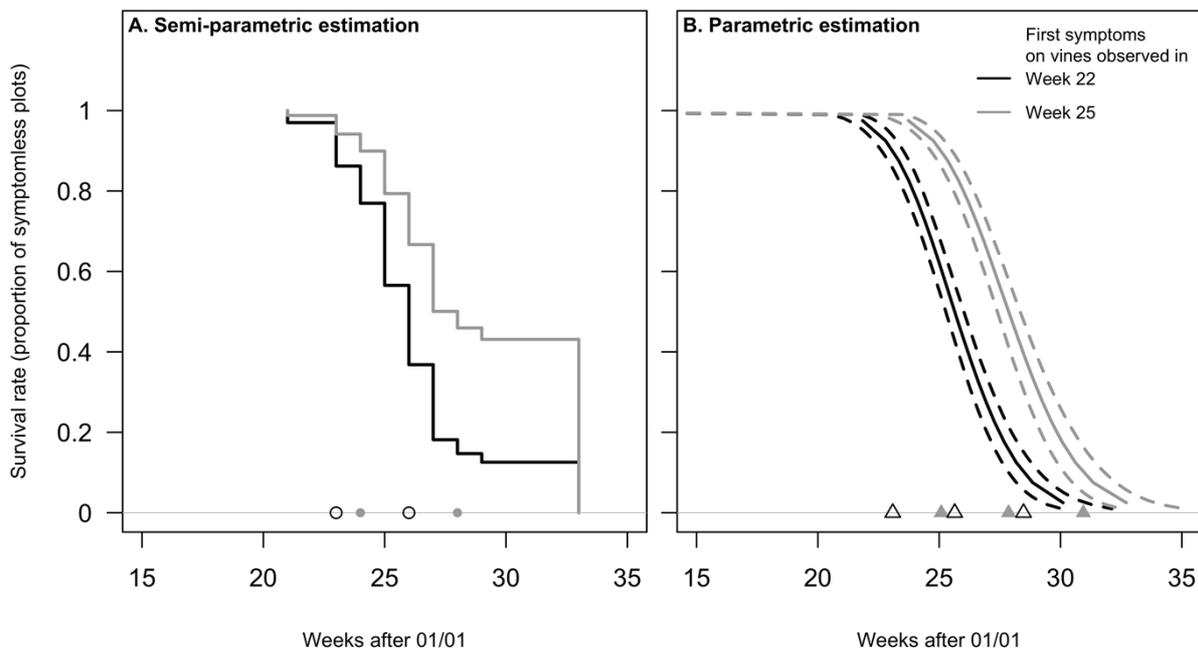 A. Semi-parametric estimation
B. Parametric estimation
First symptoms
on vines observed in
Week 22
Week 25
Survival rate (proportion of symptomless plots)
1
0.8
0.6
0.4
0.2
0
15 20 25 30 35
15 20 25 30 35
Weeks after 01/01
Weeks after 01/01